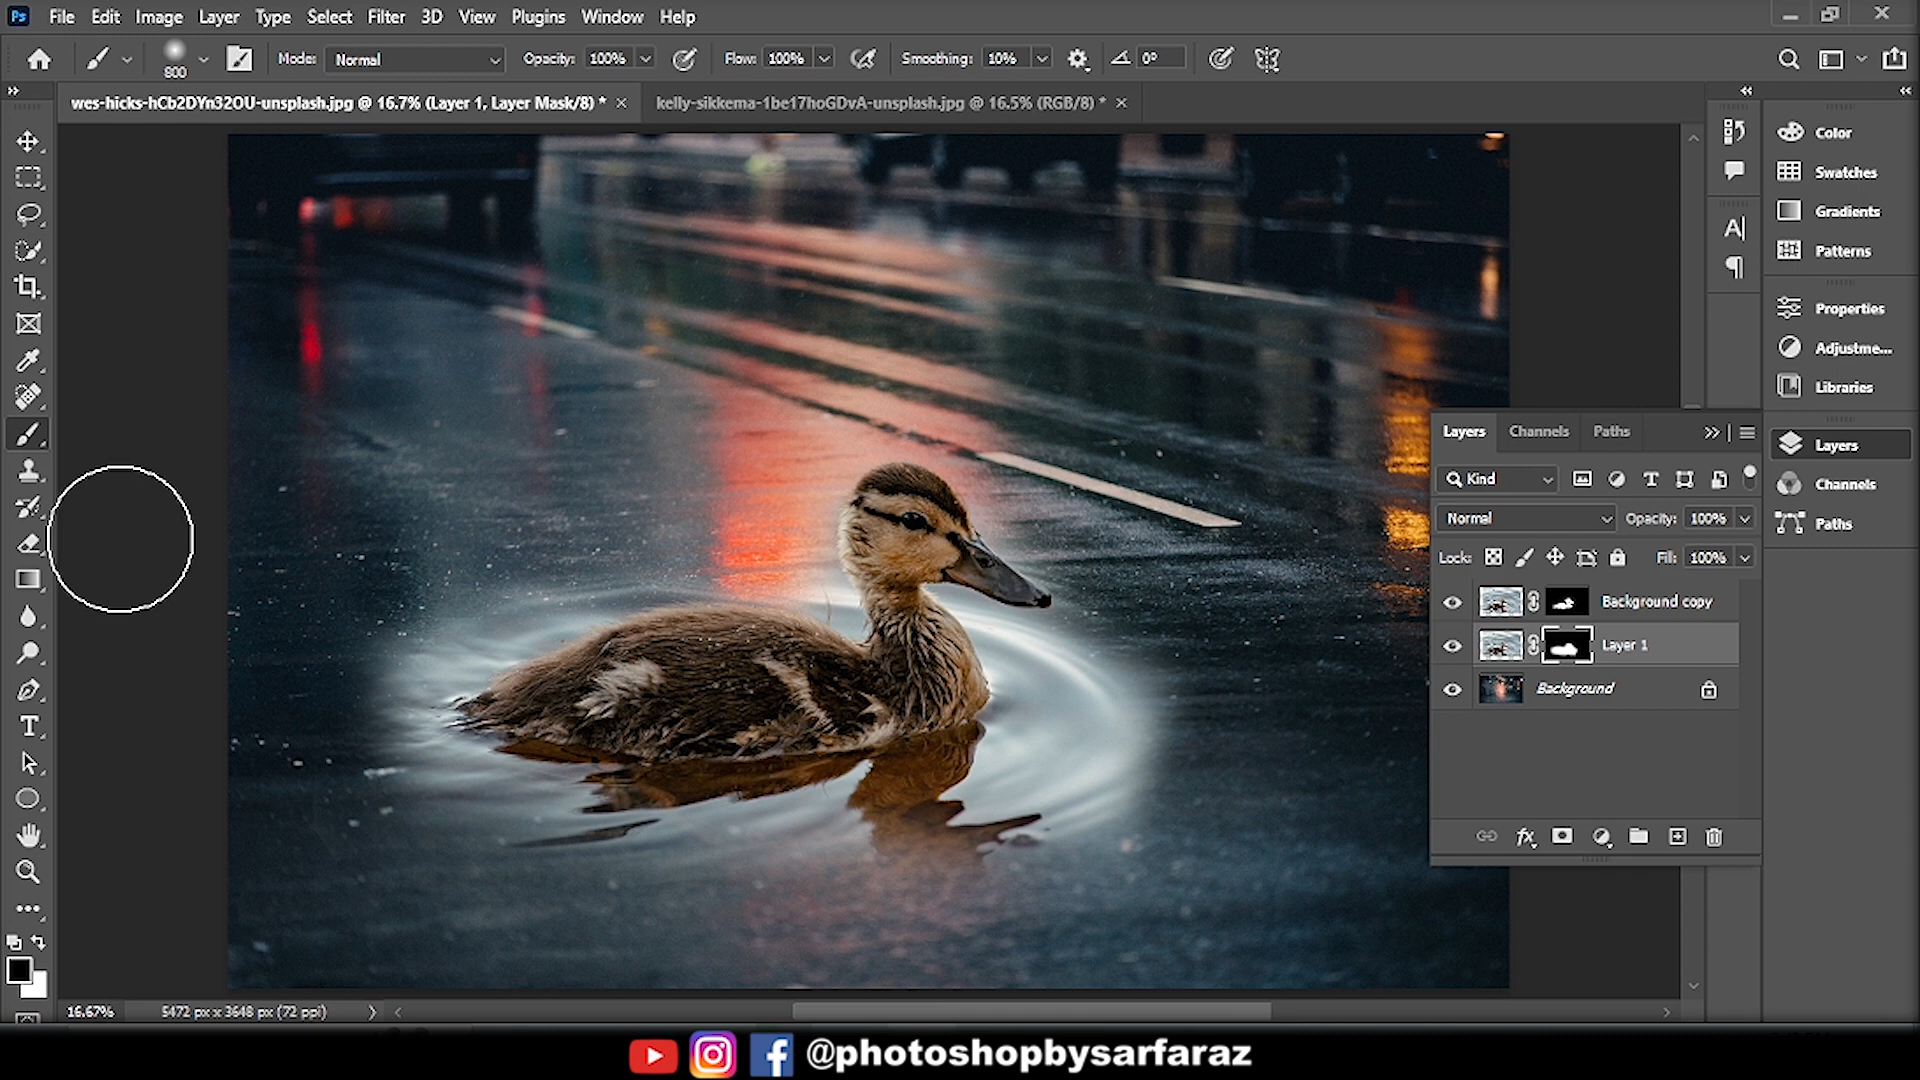 Ps File Edit Image Layer Type Select Filter 3D View Plugins Window Help
800 Mode: Normal Opacity: 100% Flow: 100% Smoothing: 10% 0°
wes-hicks-hCb2DYn32OU-unsplash.jpg @ 16.7% (Layer 1, Layer Mask/8) * kelly-sikkema-1be17hoGDvA-unsplash.jpg @ 16.5% (RGB/8) *
Color
Swatches
Gradients
Patterns
Properties
Adjustme...
Libraries
Layers
Channels
Paths
Layers Channels Paths
Kind
Normal Opacity: 100%
Lock: Fill: 100%
Background copy
Layer 1
Background
16.67% 5472 px x 3648 px (72 ppi)
@photoshopbysarfaraz